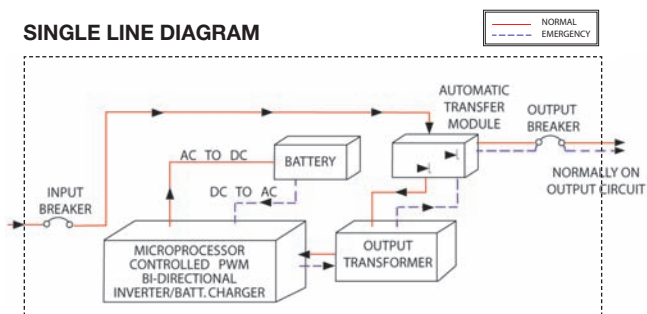 SINGLE LINE DIAGRAM
NORMAL
EMERGENCY
AUTOMATIC
TRANSFER
MODULE
OUTPUT
BREAKER
AC TO DC
BATTERY
DC TO AC
NORMALLY ON
OUTPUT CIRCUIT
INPUT
BREAKER
MICROPROCESSOR
CONTROLLED PWM
BI-DIRECTIONAL
INVERTER/BATT. CHARGER
OUTPUT
TRANSFORMER